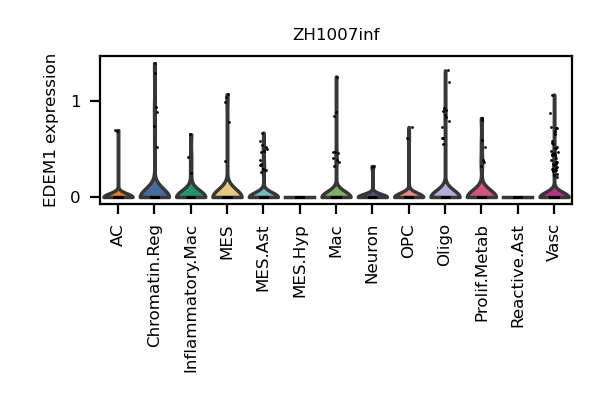 ZH1007inf
EDEM1 expression
1
0
AC
Chromatin.Reg
Inflammatory.Mac
MES
MES.Ast
MES.Hyp
Mac
Neuron
OPC
Oligo
Prolif.Metab
Reactive.Ast
Vasc